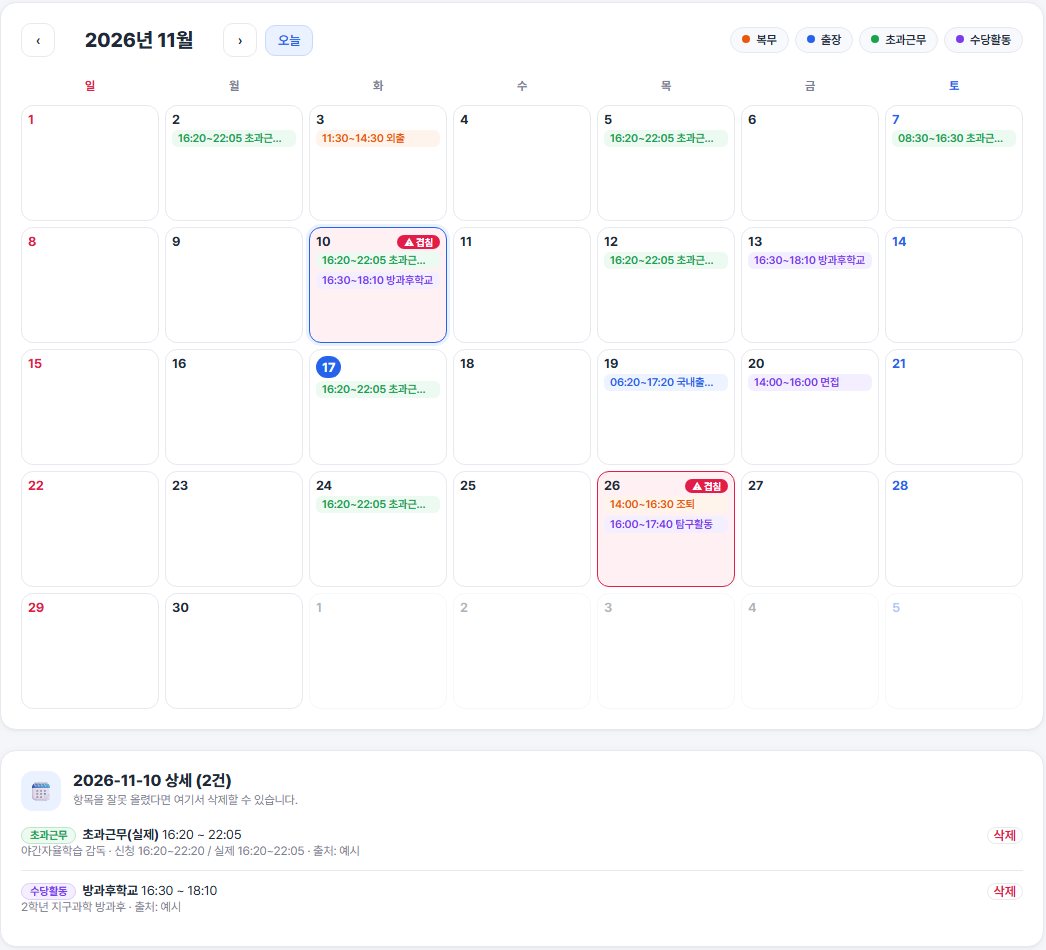 ‹ 2026년 11월 › 오늘 복무 출장 초과근무 수당활동
일 월 화 수 목 금 토
1 2 3 4 5 6 7
16:20~22:05 초과근... 11:30~14:30 외출 16:20~22:05 초과근... 08:30~16:30 초과근...
8 9 10 겹침 11 12 13 14
16:20~22:05 초과근... 16:20~22:05 초과근... 16:30~18:10 방과후학교
16:30~18:10 방과후학교
15 16 17 18 19 20 21
16:20~22:05 초과근... 06:20~17:20 국내출... 14:00~16:00 면접
22 23 24 25 26 겹침 27 28
16:20~22:05 초과근... 14:00~16:30 조퇴
16:00~17:40 탐구활동
29 30 1 2 3 4 5
2026-11-10 상세 (2건)
항목을 잘못 올렸다면 여기서 삭제할 수 있습니다.
초과근무 초과근무(실제) 16:20 ~ 22:05 삭제
야간자율학습 감독 · 신청 16:20~22:20 / 실제 16:20~22:05 · 출처: 예시
수당활동 방과후학교 16:30 ~ 18:10 삭제
2학년 지구과학 방과후 · 출처: 예시